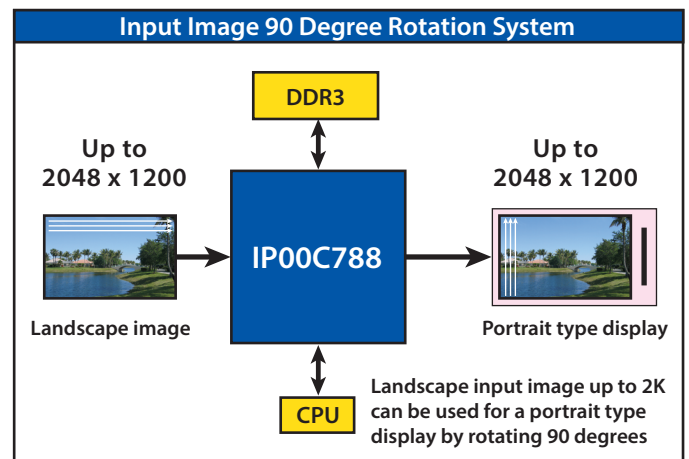 Input Image 90 Degree Rotation System
DDR3
Up to
2048 x 1200
Up to
2048 x 1200
IP00C788
Landscape image
Portrait type display
CPU
Landscape input image up to 2K
can be used for a portrait type
display by rotating 90 degrees